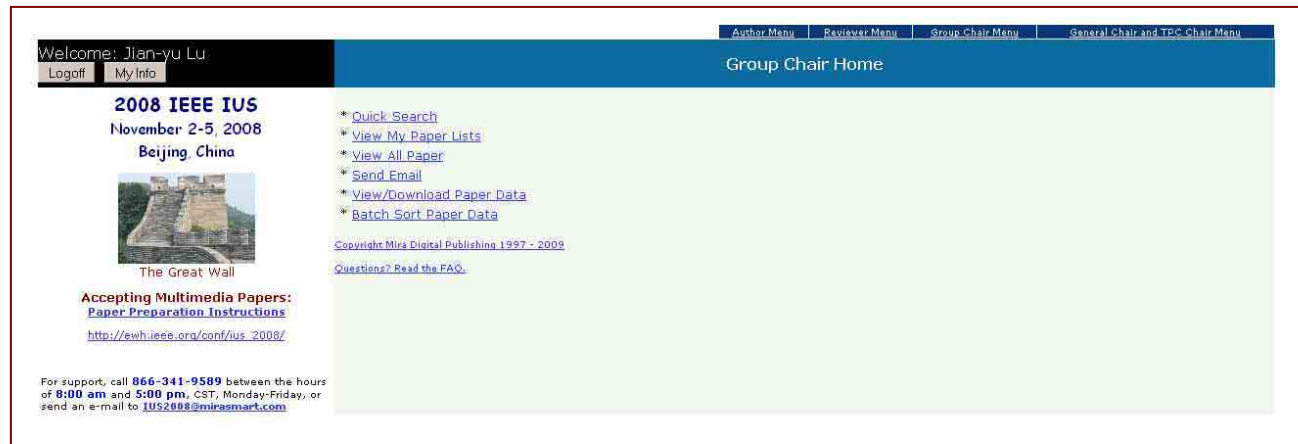 Author Menu Reviewer Menu Group Chair Menu General Chair and TPC Chair Menu
Welcome: Jian-yu Lu
Logoff My Info
Group Chair Home
2008 IEEE IUS
November 2-5, 2008
Beijing, China
The Great Wall
Accepting Multimedia Papers:
Paper Preparation Instructions
http://ewh.ieee.org/conf/ius_2008/
For support, call 866-341-9589 between the hours
of 8:00 am and 5:00 pm, CST, Monday-Friday, or
send an e-mail to IUS2008@mirasmart.com
* Quick Search
* View My Paper Lists
* View All Paper
* Send Email
* View/Download Paper Data
* Batch Sort Paper Data
Copyright Mira Digital Publishing 1997 - 2009
Questions? Read the FAQ.